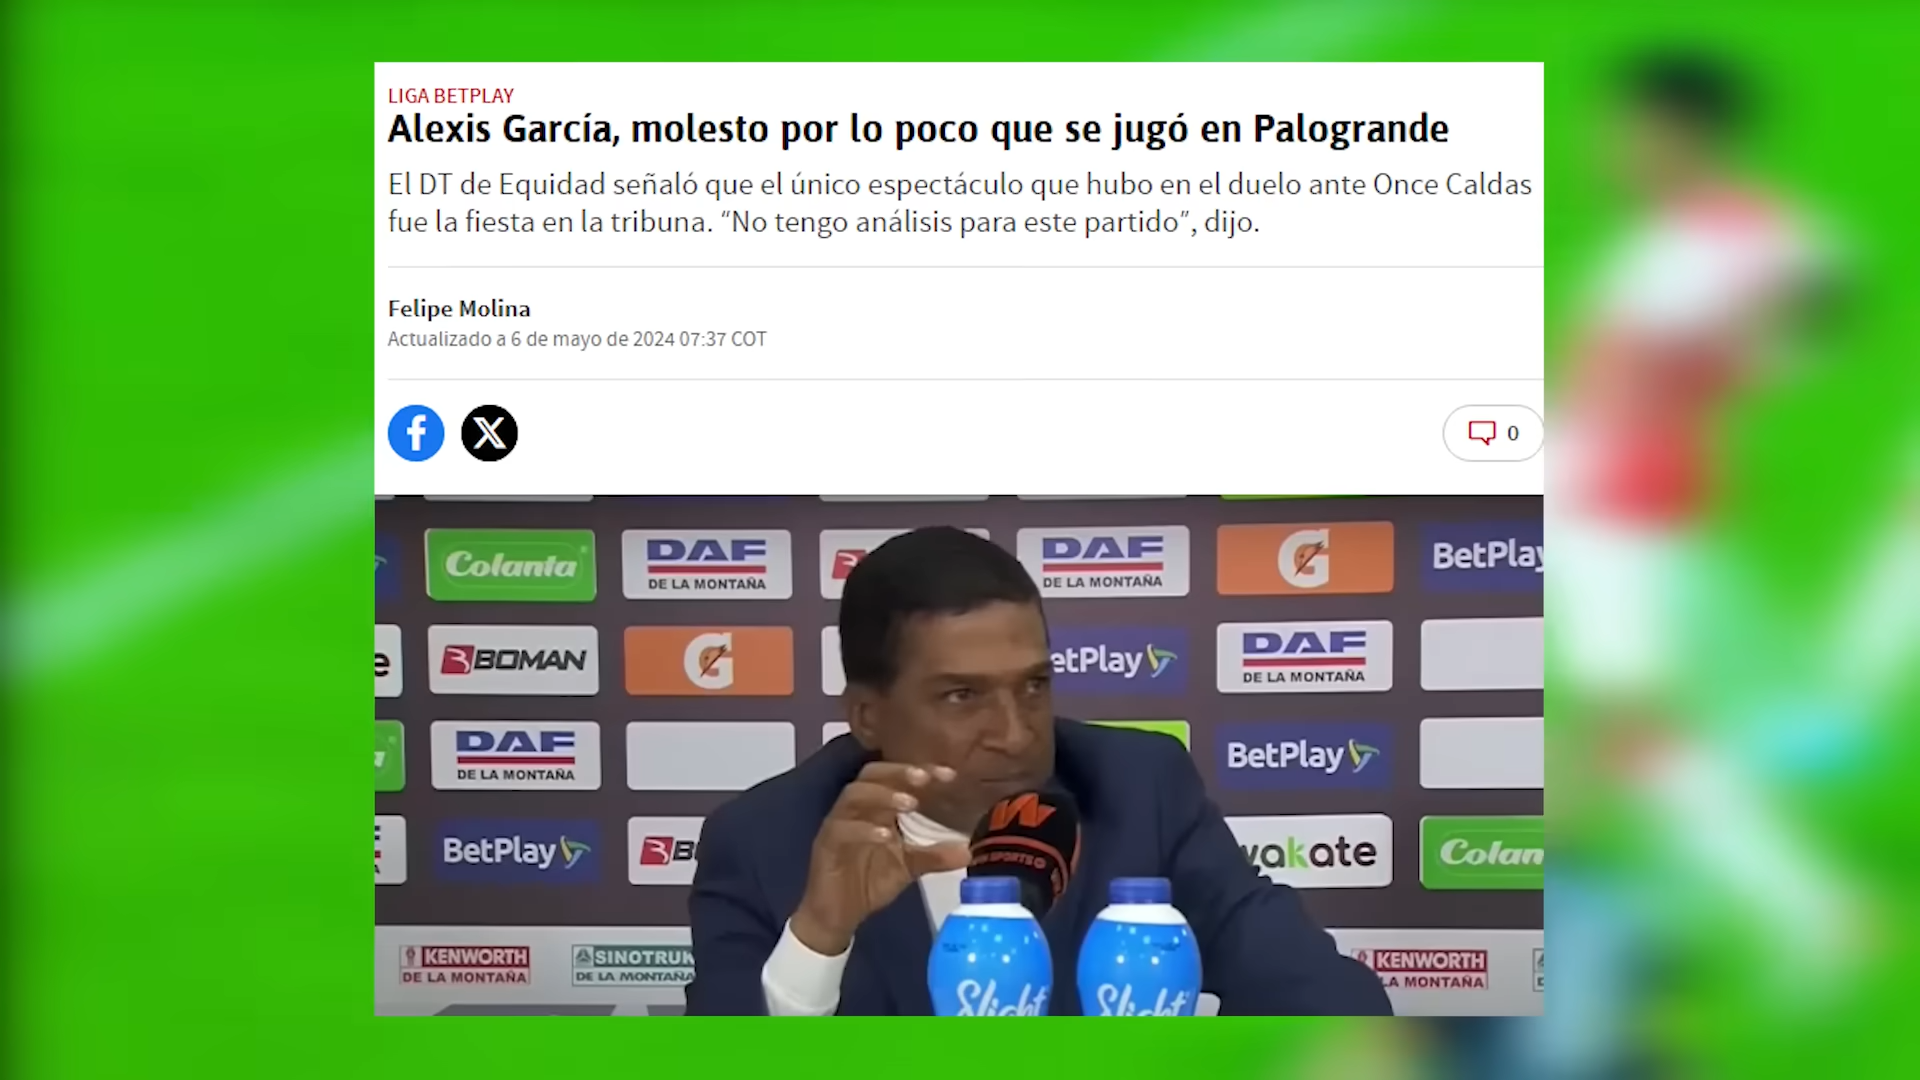 LIGA BETPLAY
Alexis García, molesto por lo poco que se jugó en Palogrande
El DT de Equidad señaló que el único espectáculo que hubo en el duelo ante Once Caldas
fue la fiesta en la tribuna. “No tengo análisis para este partido”, dijo.
Felipe Molina
Actualizado a 6 de mayo de 2024 07:37 COT
0
Colanta
DAF
DE LA MONTAÑA
DAF
DE LA MONTAÑA
G
BetPlay
e
BOMAN
G
etPlay
DAF
DE LA MONTAÑA
DAF
DE LA MONTAÑA
BetPlay
BetPlay
B
wakate
Colan
KENWORTH
DE LA MONTAÑA
SINOTRUK
DE LA MONTAÑA
KENWORTH
LA MONTAÑA
SPORTS
Slight
Slight